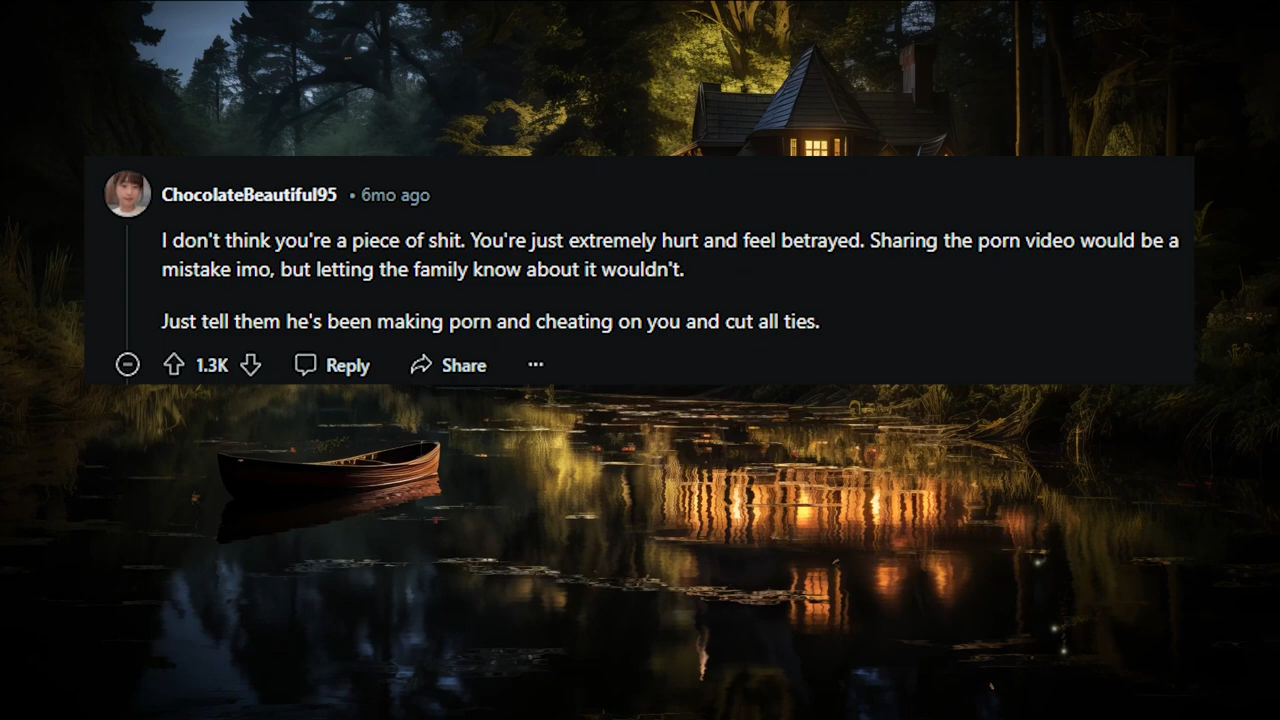 ChocolateBeautiful95 • 6mo ago
I don't think you're a piece of shit. You're just extremely hurt and feel betrayed. Sharing the porn video would be a
mistake imo, but letting the family know about it wouldn't.
Just tell them he's been making porn and cheating on you and cut all ties.
1.3K Reply Share ...